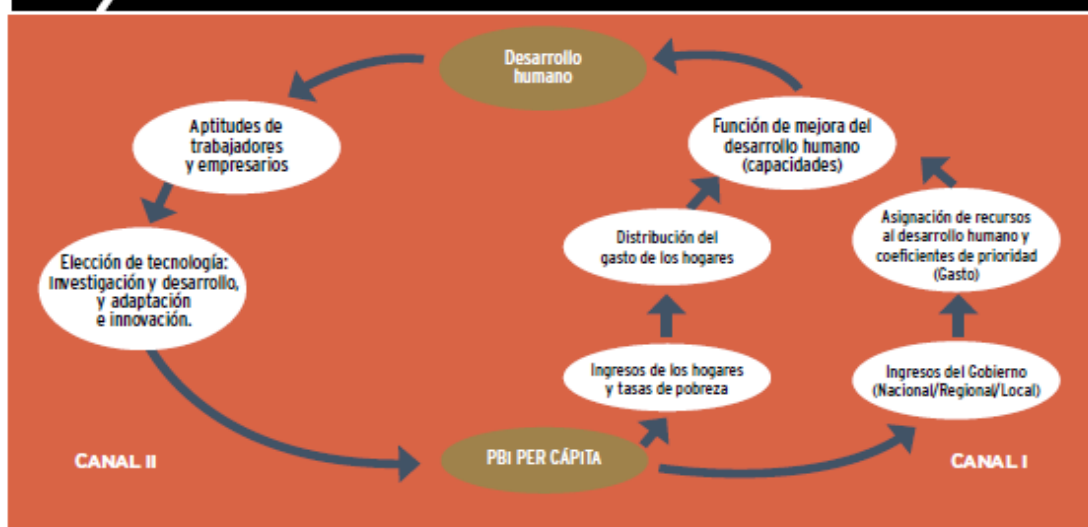 Desarrollo
humano
Aptitudes de
trabajadores
y empresarios
Función de mejora del
desarrollo humano
(capacidades)
Elección de tecnología:
Investigación y desarrollo,
y adaptación
e innovación.
Distribución del
gasto de los hogares
Asignación de recursos
al desarrollo humano y
coeficientes de prioridad
(Gasto)
Ingresos de los hogares
y tasas de pobreza
Ingresos del Gobierno
(Nacional/Regional/Local)
CANAL II
PBI PER CÁPITA
CANAL I